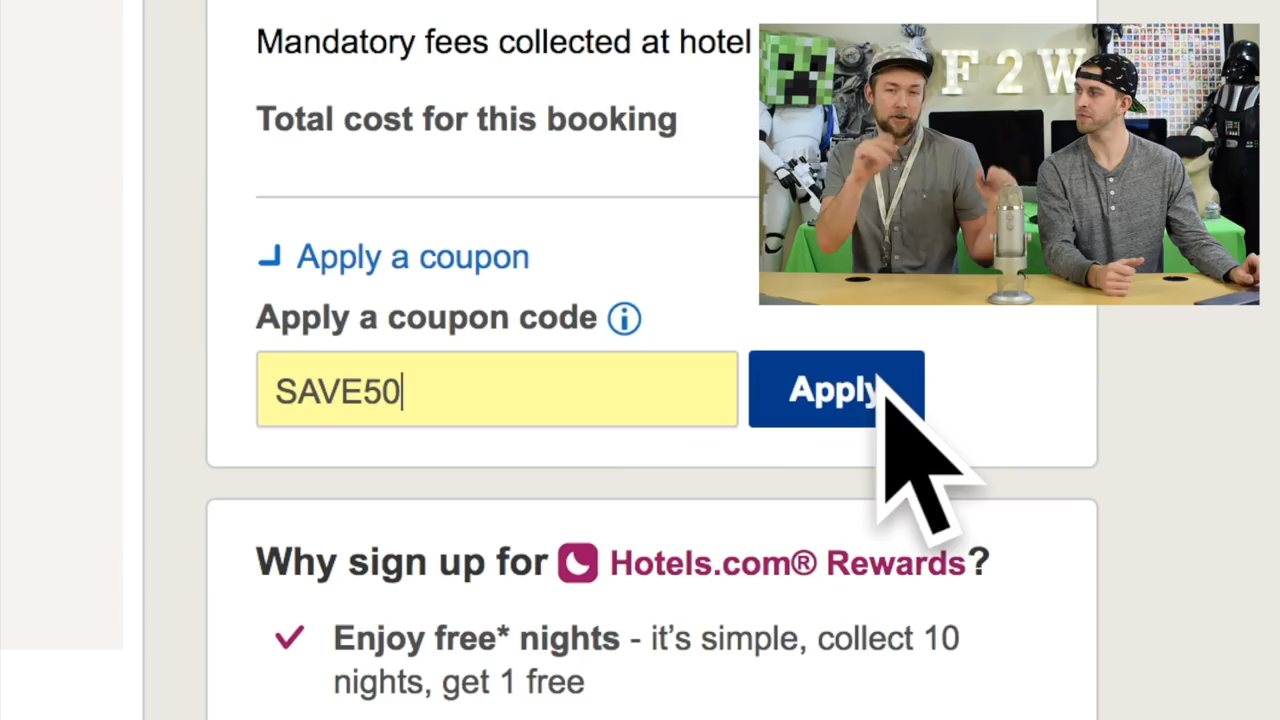 Mandatory fees collected at hotel
F2W
Total cost for this booking
Apply a coupon
Apply a coupon code
SAVE50
Apply
Why sign up for Hotels.com® Rewards?
Enjoy free* nights - it's simple, collect 10
nights, get 1 free